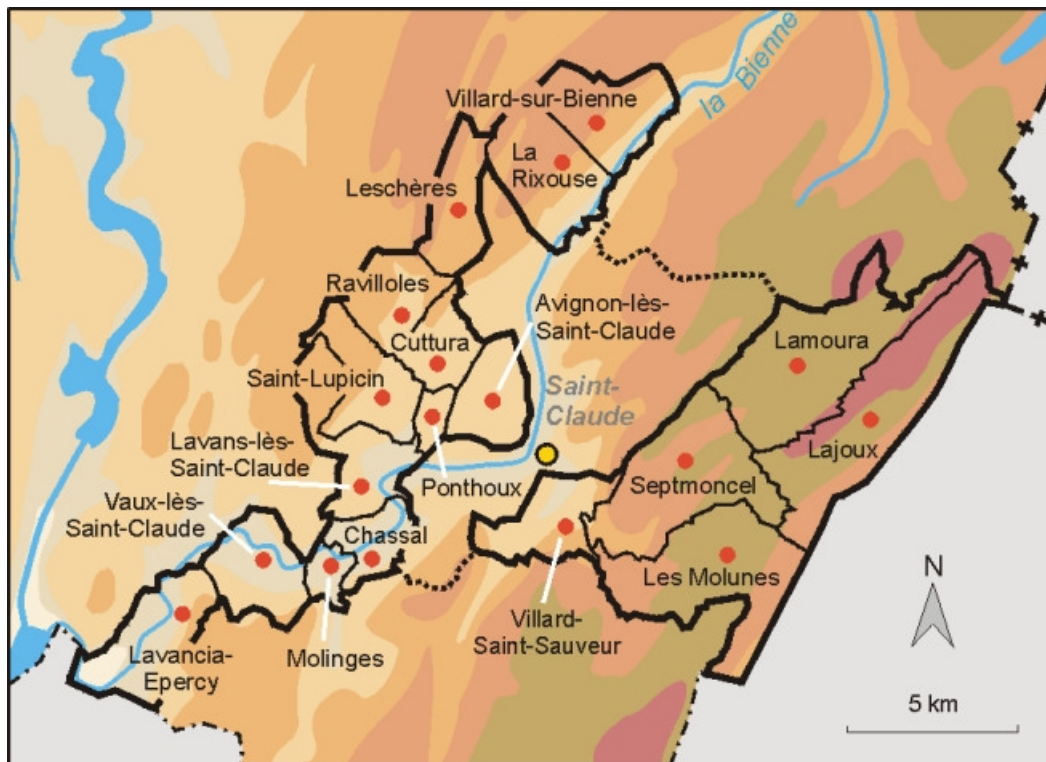 la Bienne
Villard-sur-Bienne
La
Rixouse
Leschères
Ravilloles
Avignon-lès-
Saint-Claude
Cuttura
Lamoura
Saint-Lupicin
Saint-
Claude
Lajoux
Lavans-lès-
Saint-Claude
Ponthoux
Septmoncel
Vaux-lès-
Saint-Claude
Chassal
Les Molunes
N
Villard-
Saint-Sauveur
Molinges
Lavancia-
Epercy
5 km